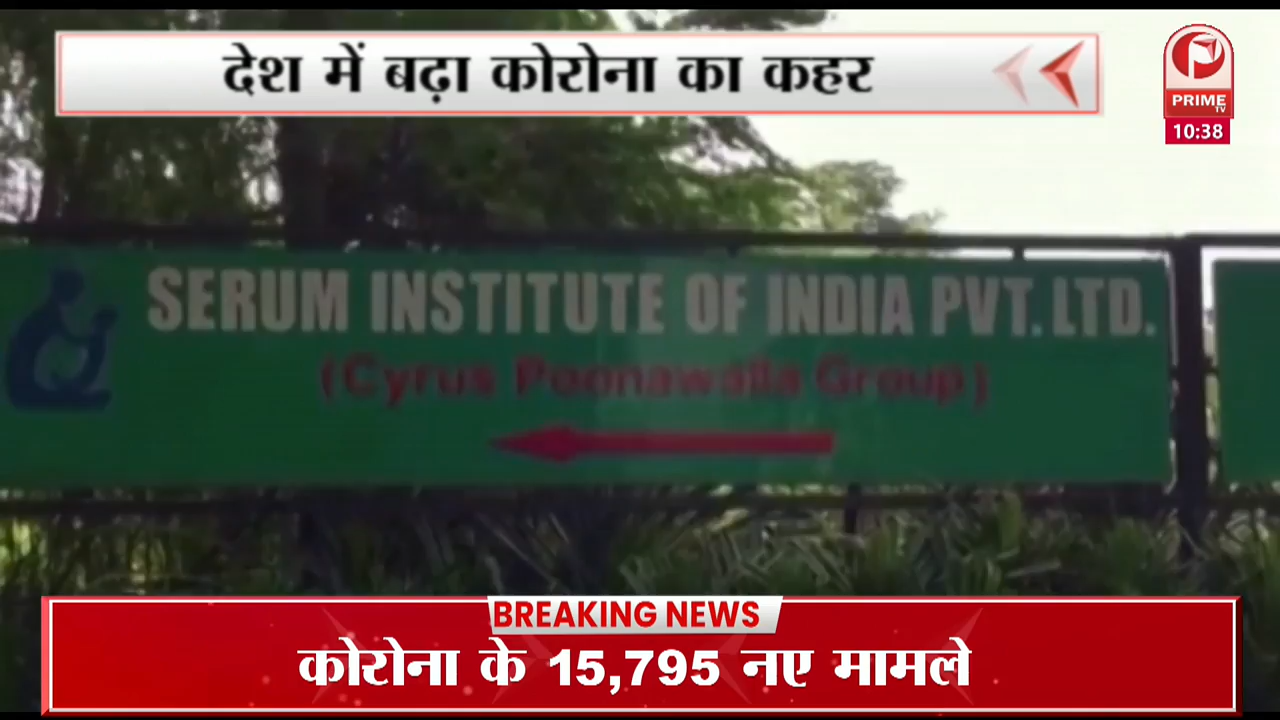 देश में बढ़ा कोरोना का कहर
PRIME
TV
10:38
SERUM INSTITUTE OF INDIA PVT. LTD.
(Cyrus Poonawalla Group)
BREAKING NEWS
कोरोना के 15,795 नए मामले